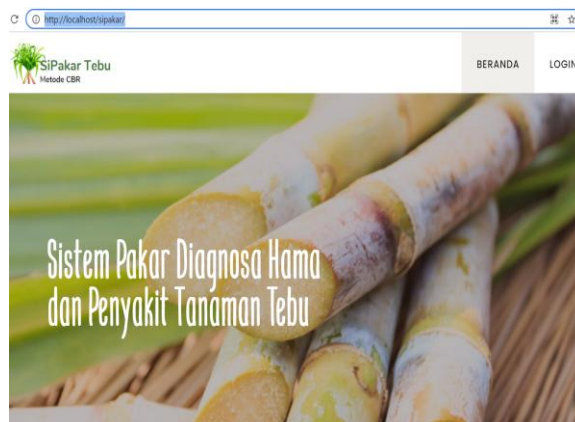 http://localhost/sipakar/
SiPakar Tebu
Metode CBR
BERANDA
LOGIN
Sistem Pakar Diagnosa Hama
dan Penyakit Tanaman Tebu